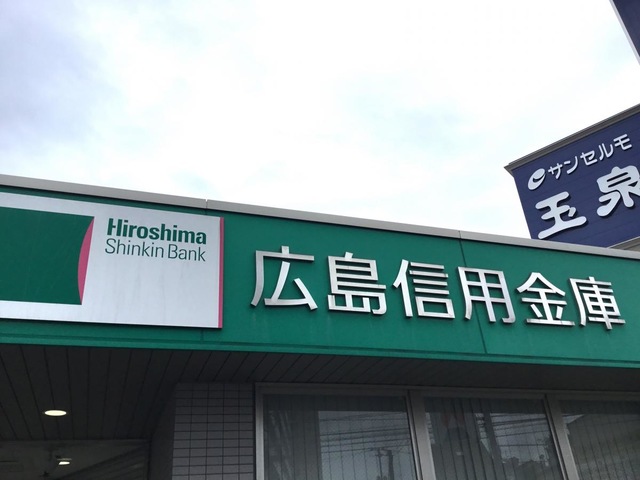 Hiroshima
Shinkin Bank
広島信用金庫
サンセルモ
玉泉